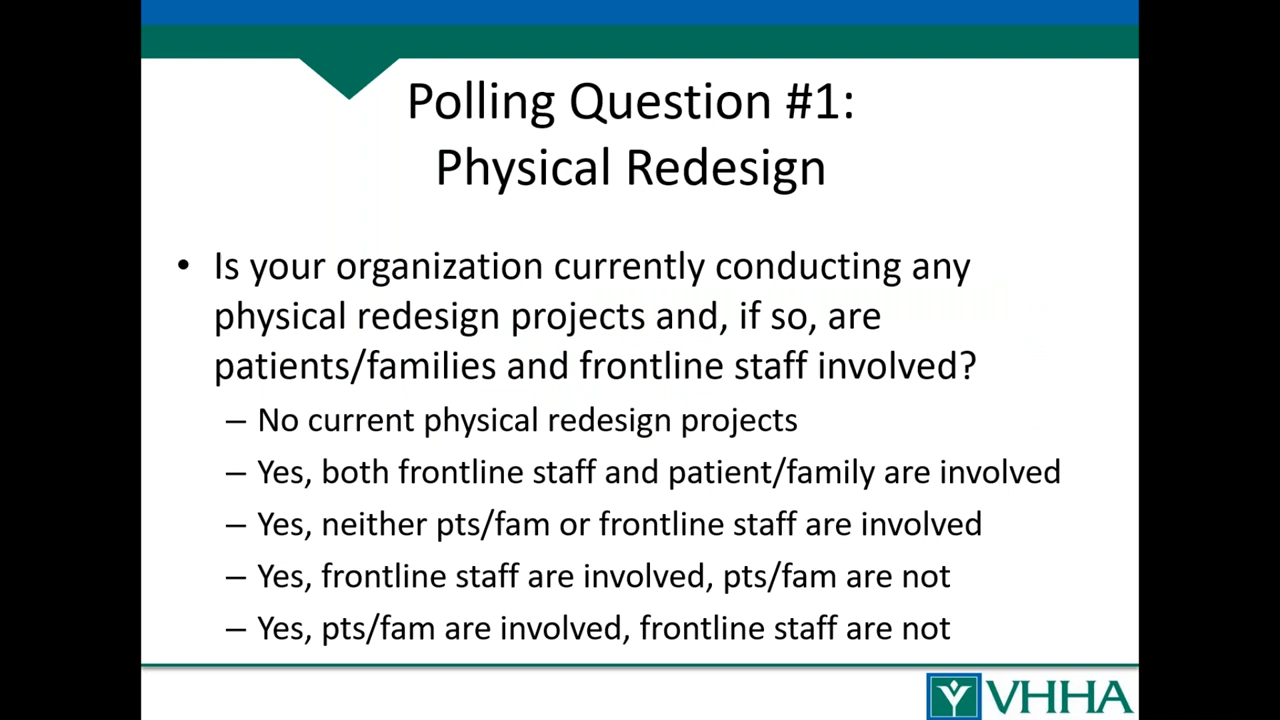 Polling Question #1:
Physical Redesign
• Is your organization currently conducting any
physical redesign projects and, if so, are
patients/families and frontline staff involved?
– No current physical redesign projects
– Yes, both frontline staff and patient/family are involved
– Yes, neither pts/fam or frontline staff are involved
– Yes, frontline staff are involved, pts/fam are not
– Yes, pts/fam are involved, frontline staff are not
VHHA